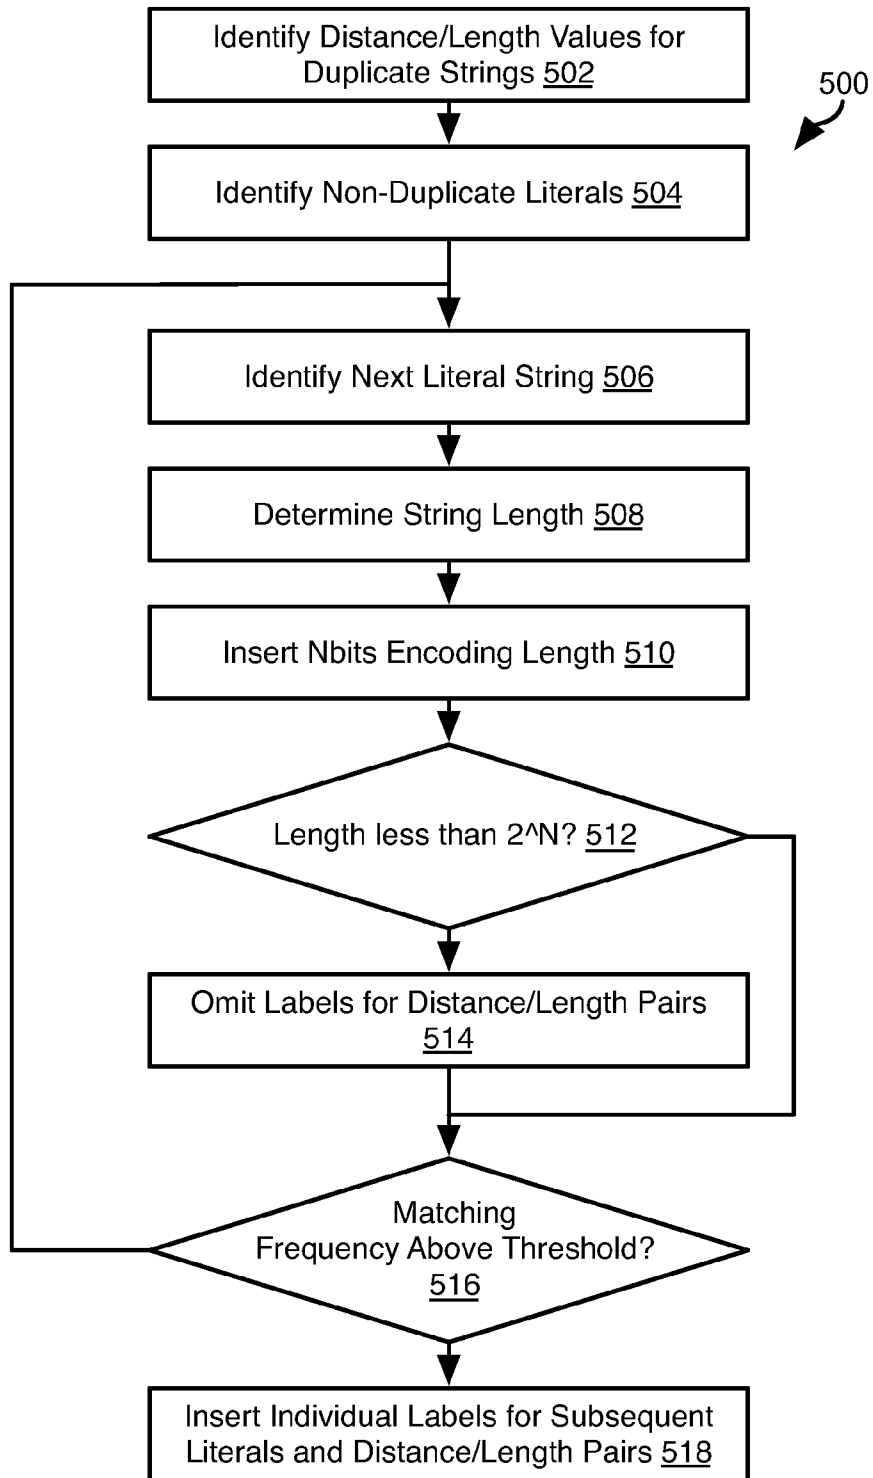 Identify Distance/Length Values for
Duplicate Strings 502
500
Identify Non-Duplicate Literals 504
Identify Next Literal String 506
Determine String Length 508
Insert Nbits Encoding Length 510
Length less than 2^N? 512
Omit Labels for Distance/Length Pairs
514
Matching
Frequency Above Threshold?
516
Insert Individual Labels for Subsequent
Literals and Distance/Length Pairs 518